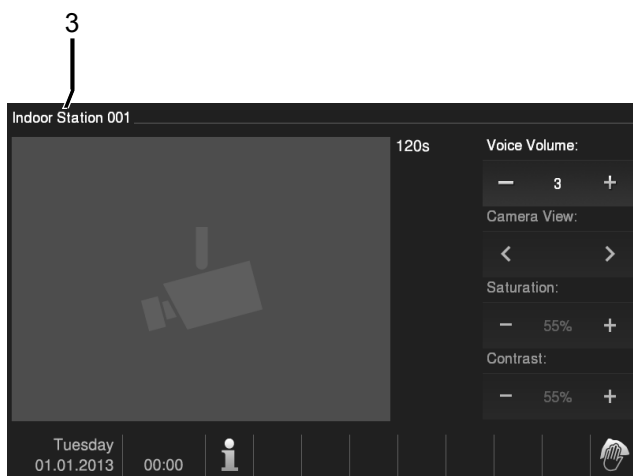 3
Indoor Station 001
120s
Voice Volume:
− 3 +
Camera View:
< >
Saturation:
− 55% +
Contrast:
− 55% +
Tuesday
01.01.2013 00:00 i